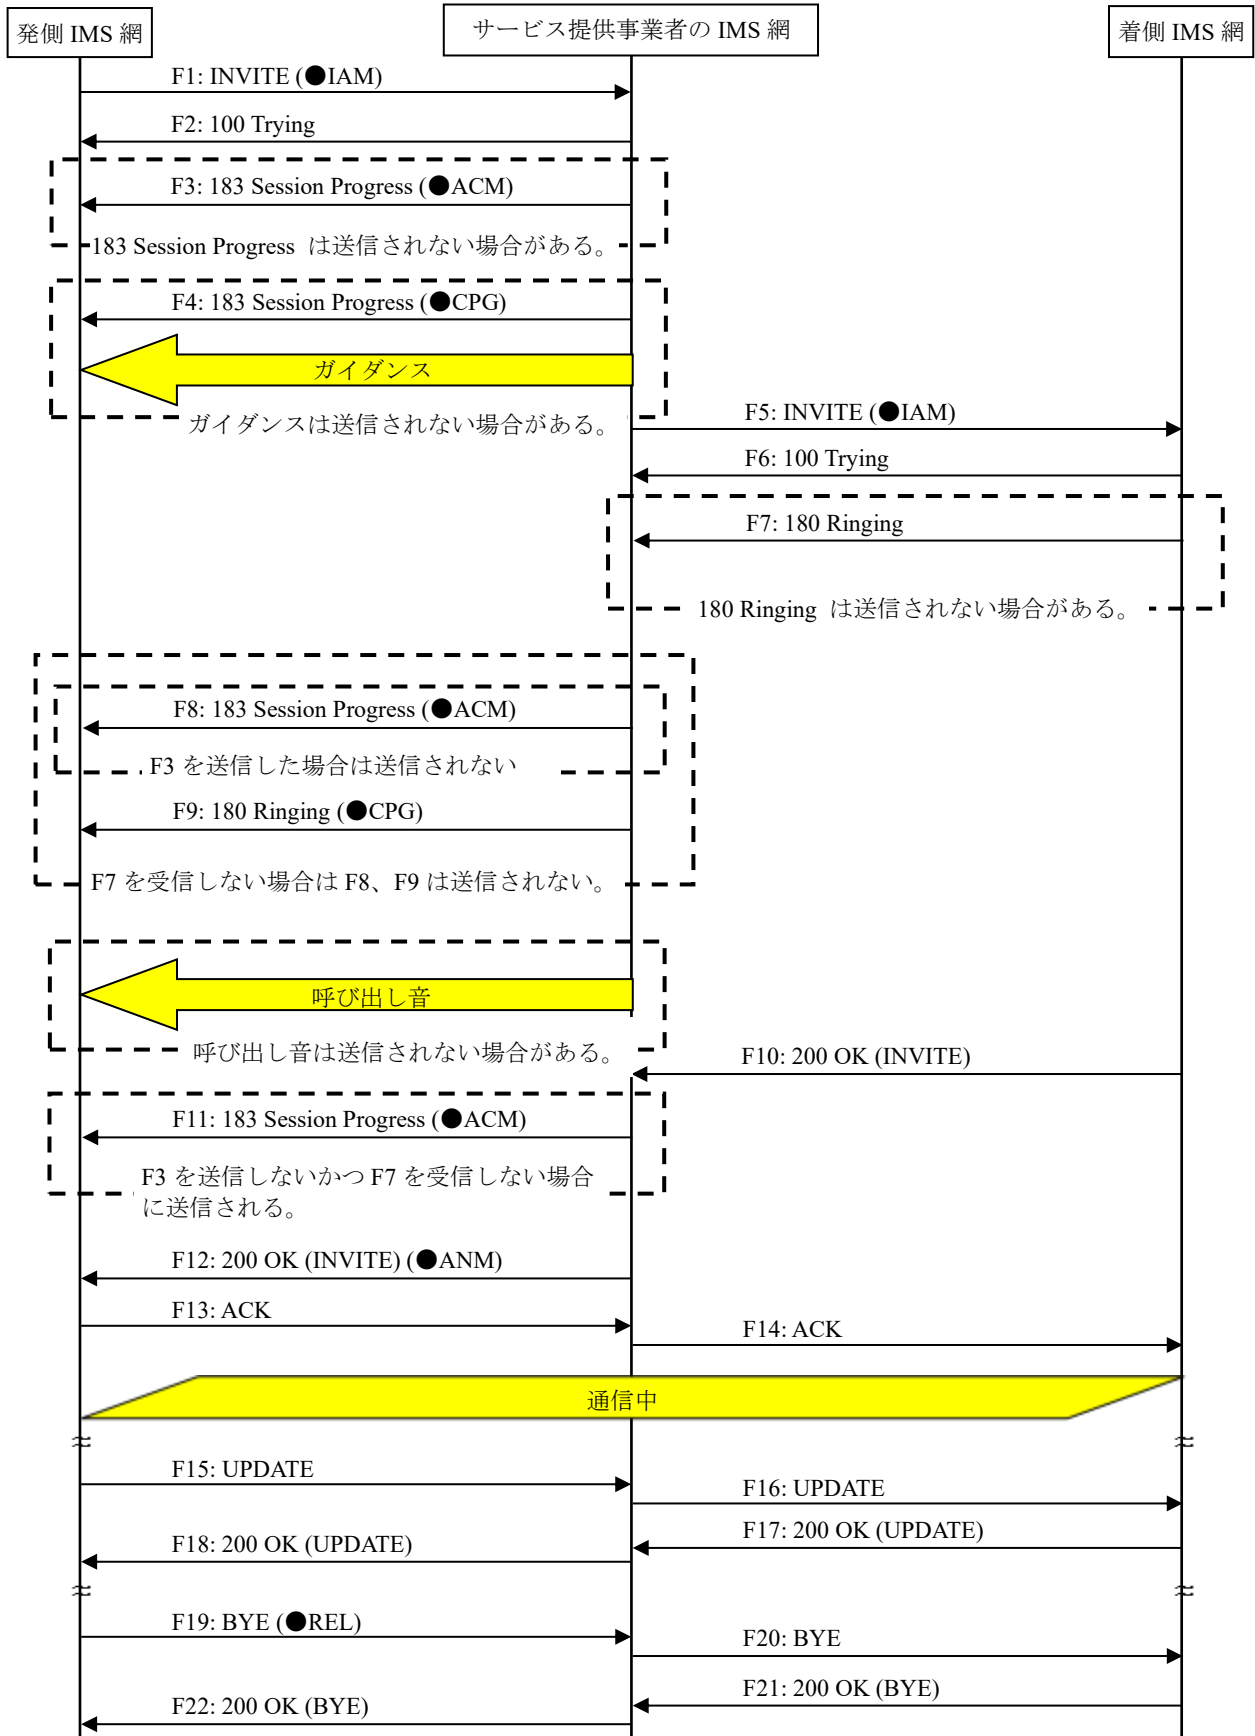 発側 IMS 網
サービス提供事業者の IMS 網
着側 IMS 網
F1: INVITE (●IAM)
F2: 100 Trying
F3: 183 Session Progress (●ACM)
183 Session Progress は送信されない場合がある。
F4: 183 Session Progress (●CPG)
ガイダンス
ガイダンスは送信されない場合がある。
F5: INVITE (●IAM)
F6: 100 Trying
F7: 180 Ringing
180 Ringing は送信されない場合がある。
F8: 183 Session Progress (●ACM)
F3 を送信した場合は送信されない
F9: 180 Ringing (●CPG)
F7 を受信しない場合は F8、F9 は送信されない。
呼び出し音
呼び出し音は送信されない場合がある。
F10: 200 OK (INVITE)
F11: 183 Session Progress (●ACM)
F3 を送信しないかつ F7 を受信しない場合
に送信される。
F12: 200 OK (INVITE) (●ANM)
F13: ACK
F14: ACK
通信中
≈
≈
F15: UPDATE
F16: UPDATE
F17: 200 OK (UPDATE)
F18: 200 OK (UPDATE)
≈
≈
F19: BYE (●REL)
F20: BYE
F21: 200 OK (BYE)
F22: 200 OK (BYE)